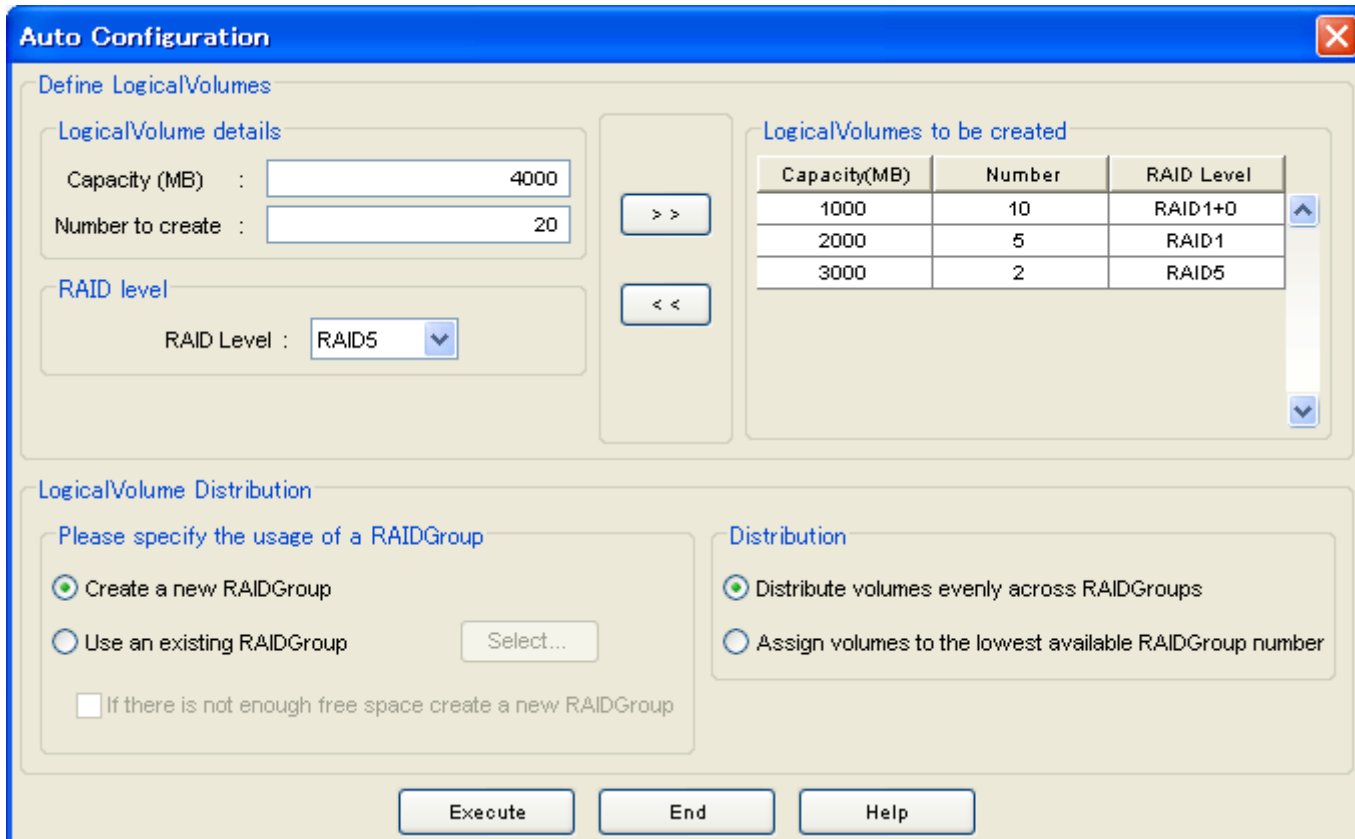 Auto Configuration
Define LogicalVolumes
LogicalVolume details
Capacity (MB) : 4000
Number to create : 20
RAID level
RAID Level : RAID5
> >
< <
LogicalVolumes to be created
Capacity(MB) Number RAID Level
1000 10 RAID1+0
2000 5 RAID1
3000 2 RAID5
LogicalVolume Distribution
Please specify the usage of a RAIDGroup
Create a new RAIDGroup
Use an existing RAIDGroup Select...
If there is not enough free space create a new RAIDGroup
Distribution
Distribute volumes evenly across RAIDGroups
Assign volumes to the lowest available RAIDGroup number
Execute End Help